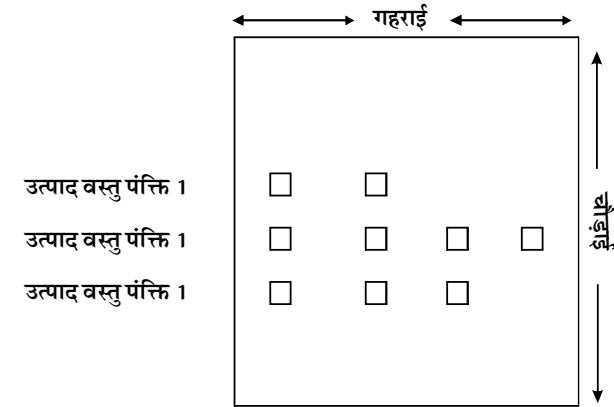 गहराई
उत्पाद वस्तु पंक्ति 1
उत्पाद वस्तु पंक्ति 1
उत्पाद वस्तु पंक्ति 1
चौड़ाई